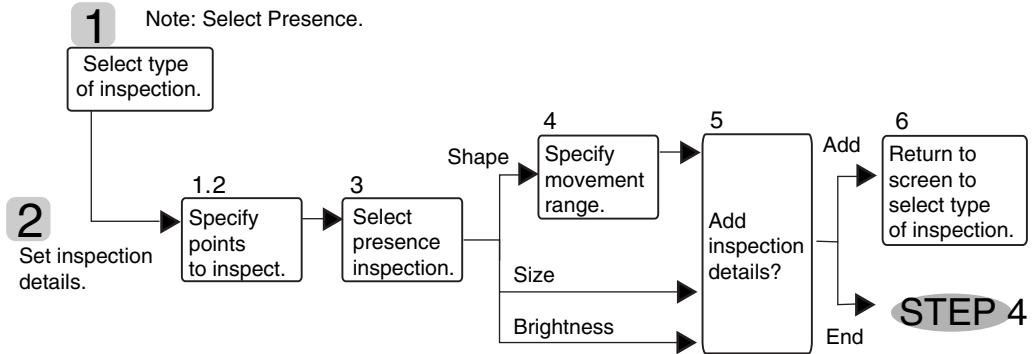 1
Note: Select Presence.
Select type
of inspection.
2
Set inspection
details.
1.2
Specify
points
to inspect.
3
Select
presence
inspection.
Shape
4
Specify
movement
range.
Size
Brightness
5
Add
inspection
details?
Add
6
Return to
screen to
select type
of inspection.
End
STEP 4